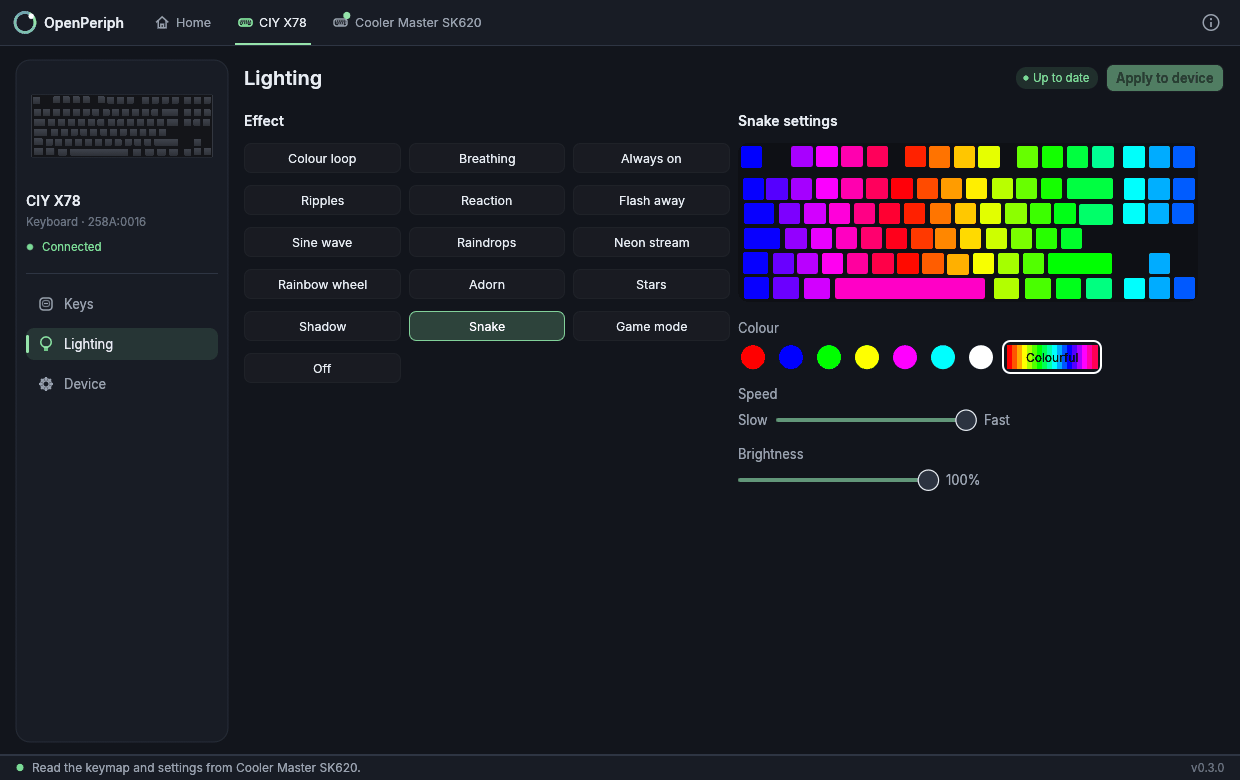 OpenPeriph Home CIY X78 Cooler Master SK620
Lighting
Up to date
Apply to device
CIY X78
Keyboard · 258A:0016
Connected
Keys
Lighting
Device
Effect
Colour loop Breathing Always on
Ripples Reaction Flash away
Sine wave Raindrops Neon stream
Rainbow wheel Adorn Stars
Shadow Snake Game mode
Off
Snake settings
Colour
Colourful
Speed
Slow Fast
Brightness
100%
Read the keymap and settings from Cooler Master SK620.
v0.3.0